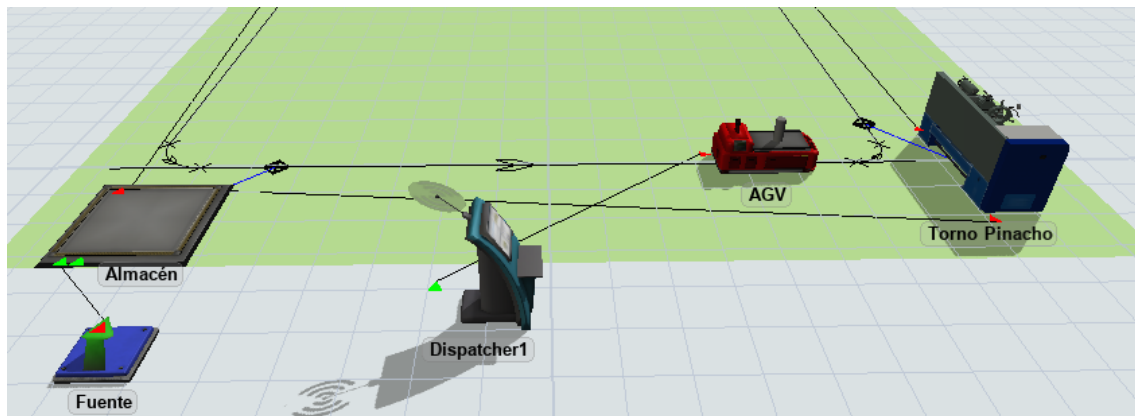 AGV
Torno Pinacho
Almacén
Dispatcher1
Fuente